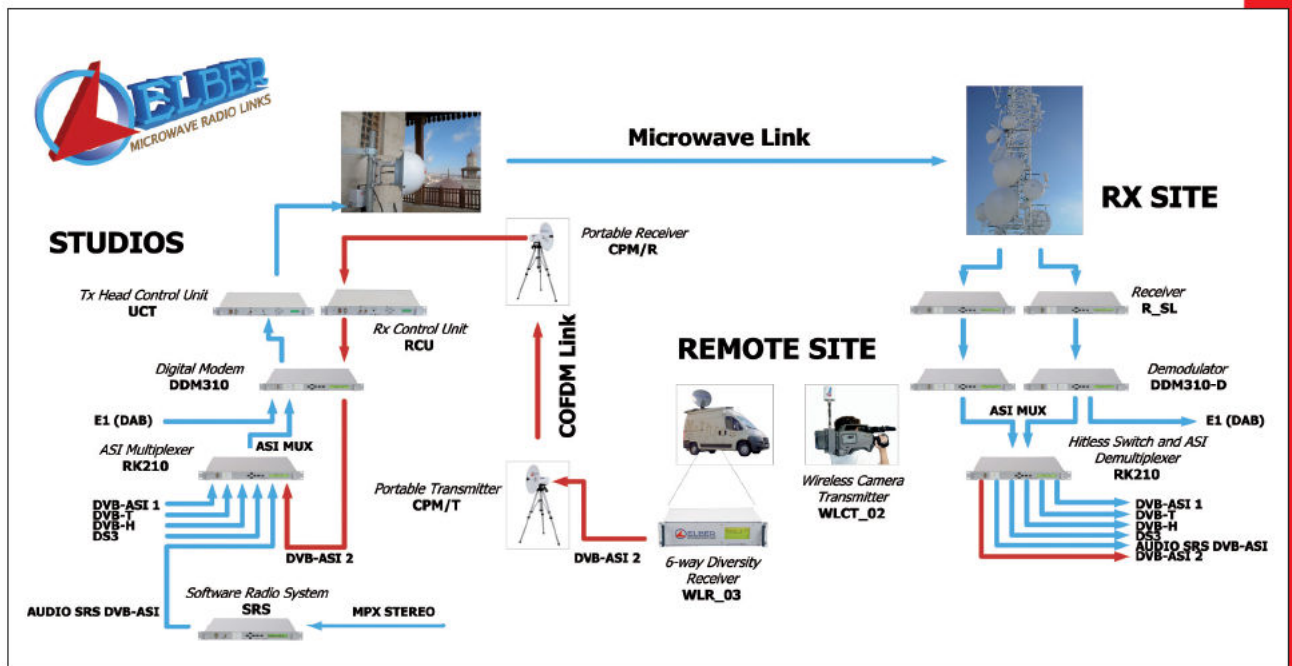 ELBER
MICROWAVE RADIO LINKS
Microwave Link
RX SITE
STUDIOS
Portable Receiver
CPM/R
Tx Head Control Unit
UCT
Rx Control Unit
RCU
Receiver
R_SL
REMOTE SITE
COFDM Link
Digital Modem
DDM310
Demodulator
DDM310-D
E1 (DAB)
ASI MUX
ASI Multiplexer
RK210
ASI MUX
E1 (DAB)
Hitless Switch and ASI
Demultiplexer
RK210
Portable Transmitter
CPM/T
Wireless Camera
Transmitter
WLCT_02
DVB-ASI 1
DVB-T
DVB-H
DS3
DVB-ASI 2
DVB-ASI 2
ELBER
6-way Diversity
Receiver
WLR_03
DVB-ASI 1
DVB-T
DVB-H
DS3
AUDIO SRS DVB-ASI
DVB-ASI 2
Software Radio System
SRS
AUDIO SRS DVB-ASI
MPX STEREO